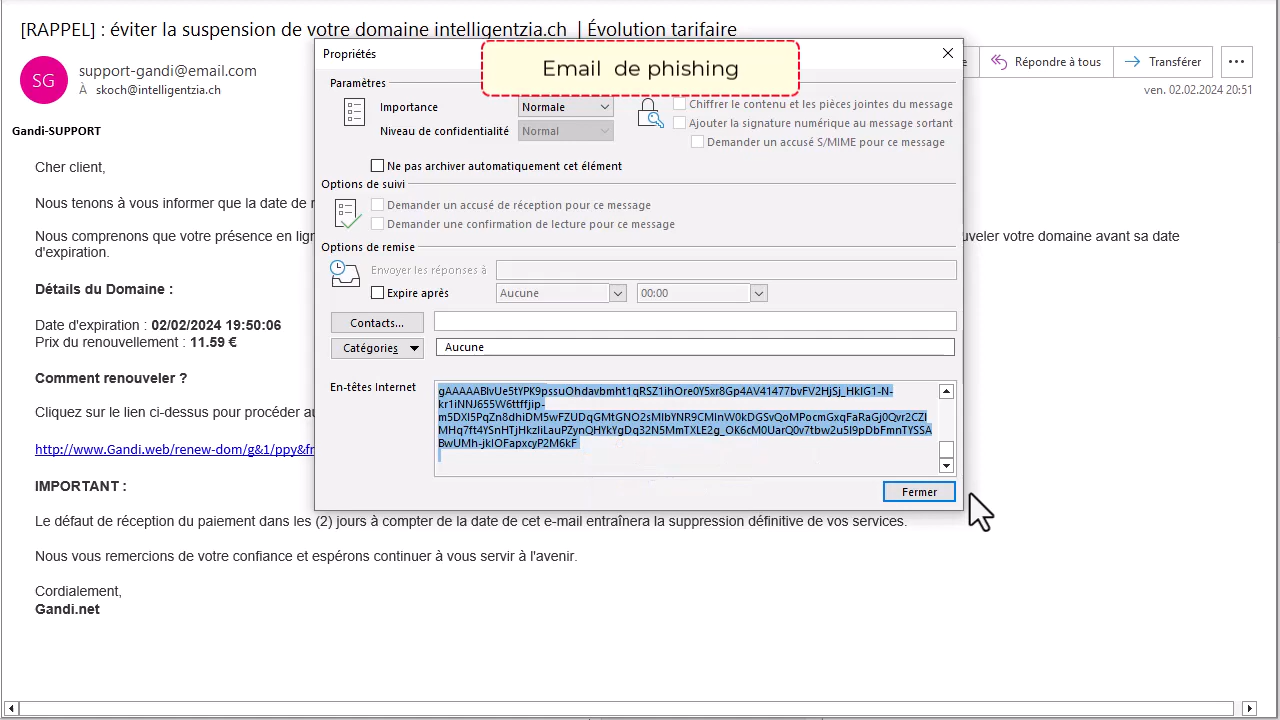 [RAPPEL] : éviter la suspension de votre domaine intelligentzia.ch | Évolution tarifaire
SG
support-gandi@email.com
À skoch@intelligentzia.ch
Répondre à tous
Transférer
ven. 02.02.2024 20:51
Gandi-SUPPORT
Cher client,
Nous tenons à vous informer que la date de
Nous comprenons que votre présence en lign
veler votre domaine avant sa date
d'expiration.
Détails du Domaine :
Date d'expiration : 02/02/2024 19:50:06
Prix du renouvellement : 11.59 €
Comment renouveler ?
Cliquez sur le lien ci-dessus pour procéder au
http://www.Gandi.web/renew-dom/g&1/ppy&fr
IMPORTANT :
Le défaut de réception du paiement dans les (2) jours à compter de la date de cet e-mail entraînera la suppression définitive de vos services.
Nous vous remercions de votre confiance et espérons continuer à vous servir à l'avenir.
Cordialement,
Gandi.net
Propriétés
Email de phishing
Paramètres
Importance
Normale
Niveau de confidentialité
Normal
Chiffrer le contenu et les pièces jointes du message
Ajouter la signature numérique au message sortant
Demander un accusé S/MIME pour ce message
Ne pas archiver automatiquement cet élément
Options de suivi
Demander un accusé de réception pour ce message
Demander une confirmation de lecture pour ce message
Options de remise
Envoyer les réponses à
Expire après
Aucune
00:00
Contacts...
Catégories
Aucune
En-têtes Internet
gAAAAABlvUe5tYPK9pssuOhdavbmht1qRSZ1ihOre0Y5xr8Gp4AV41477bvFV2HjSj_HkIG1-N-
kr1iNNJ655W6ttffjip-
m5DXI5PqZn8dhiDM5wFZUDqGMtGNO2sMIbYNR9CMInW0kDGSvQoMPocmGxqFaRaGj0Qvr2CZl
MHq7ft4YSnHTjHkzIiLauPZynQHYkYgDq32N5MmTXLE2g_OK6cM0UarQ0v7tbw2u5I9pDbFmnTYSSA
BwUMh-jkIOFapxcyP2M6kF
Fermer